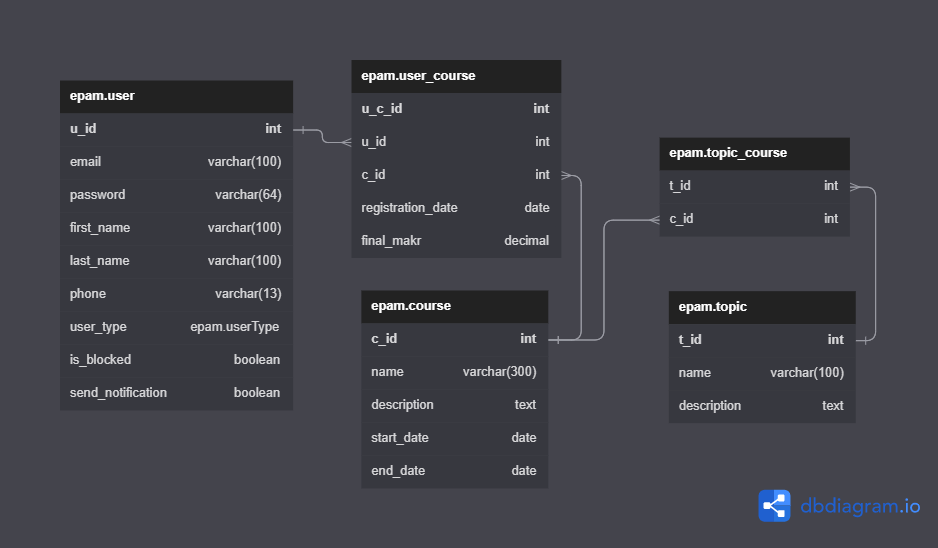 epam.user
u_id int
email varchar(100)
password varchar(64)
first_name varchar(100)
last_name varchar(100)
phone varchar(13)
user_type epam.userType
is_blocked boolean
send_notification boolean
epam.user_course
u_c_id int
u_id int
c_id int
registration_date date
final_makr decimal
epam.course
c_id int
name varchar(300)
description text
start_date date
end_date date
epam.topic_course
t_id int
c_id int
epam.topic
t_id int
name varchar(100)
description text
dbdiagram.io